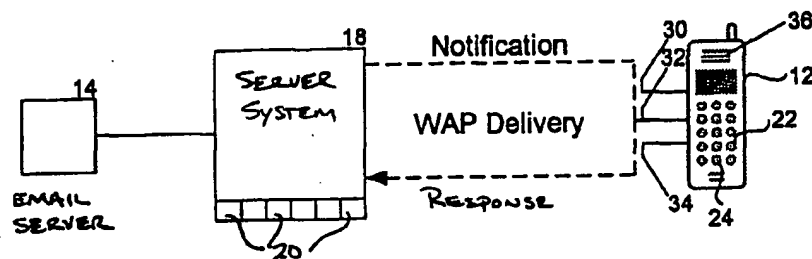 18
Notification
30
36
32
14
SERVER
SYSTEM
12
WAP Delivery
22
EMAIL
SERVER
RESPONSE
34
24
20